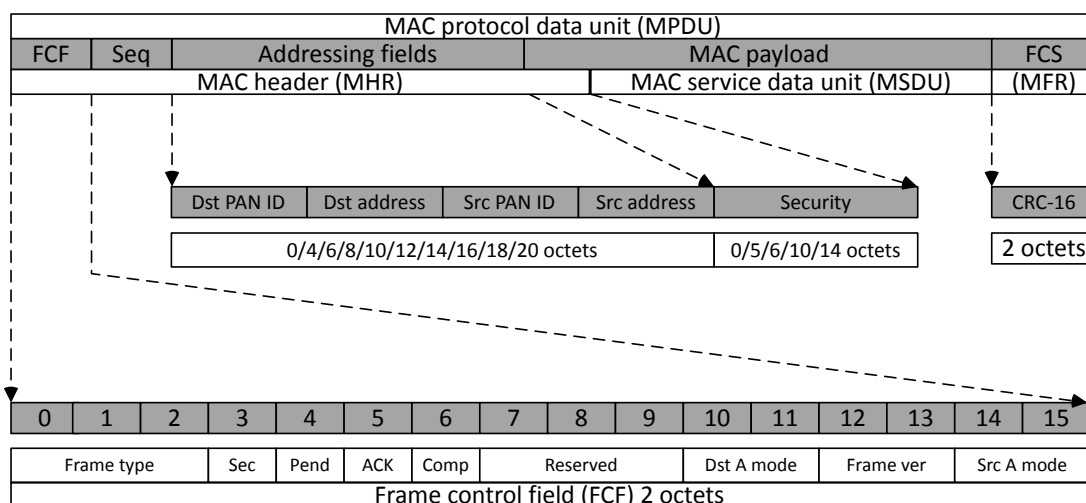 MAC protocol data unit (MPDU)
FCF Seq Addressing fields MAC payload FCS
MAC header (MHR) MAC service data unit (MSDU) (MFR)
Dst PAN ID Dst address Src PAN ID Src address Security CRC-16
0/4/6/8/10/12/14/16/18/20 octets 0/5/6/10/14 octets 2 octets
0 1 2 3 4 5 6 7 8 9 10 11 12 13 14 15
Frame type Sec Pend ACK Comp Reserved Dst A mode Frame ver Src A mode
Frame control field (FCF) 2 octets